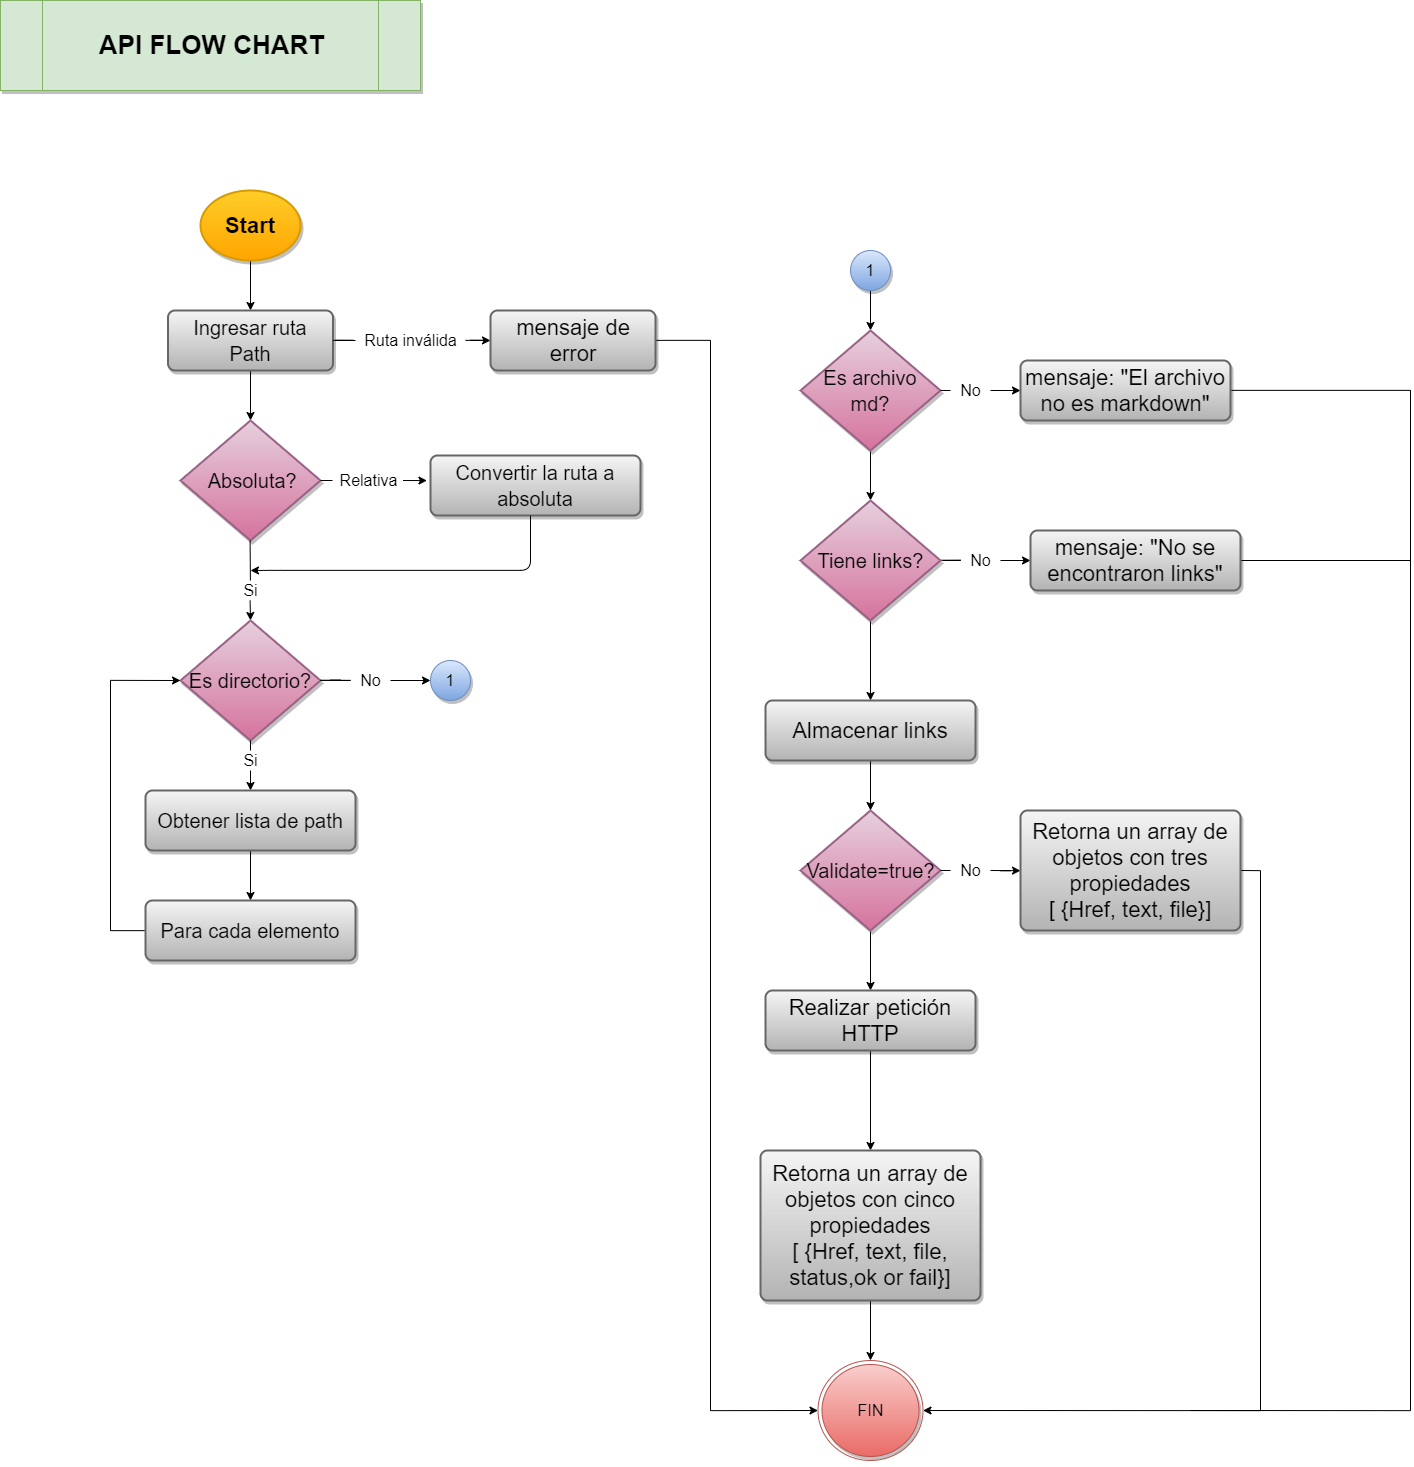 API FLOW CHART
Start
Ingresar ruta
Path
Ruta inválida
mensaje de
error
Absoluta?
Relativa
Convertir la ruta a
absoluta
Si
Es directorio?
No
1
Si
Obtener lista de path
Para cada elemento
1
Es archivo
md?
No
mensaje: "El archivo
no es markdown"
Tiene links?
No
mensaje: "No se
encontraron links"
Almacenar links
Validate=true?
No
Retorna un array de
objetos con tres
propiedades
[ {Href, text, file}]
Realizar petición
HTTP
Retorna un array de
objetos con cinco
propiedades
[ {Href, text, file,
status,ok or fail}]
FIN